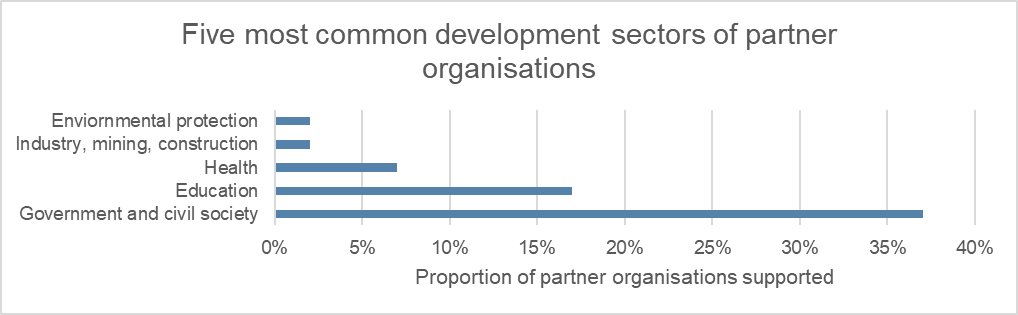 Five most common development sectors of partner
organisations
Enviornmental protection
Industry, mining, construction
Health
Education
Government and civil society
0% 5% 10% 15% 20% 25% 30% 35% 40%
Proportion of partner organisations supported